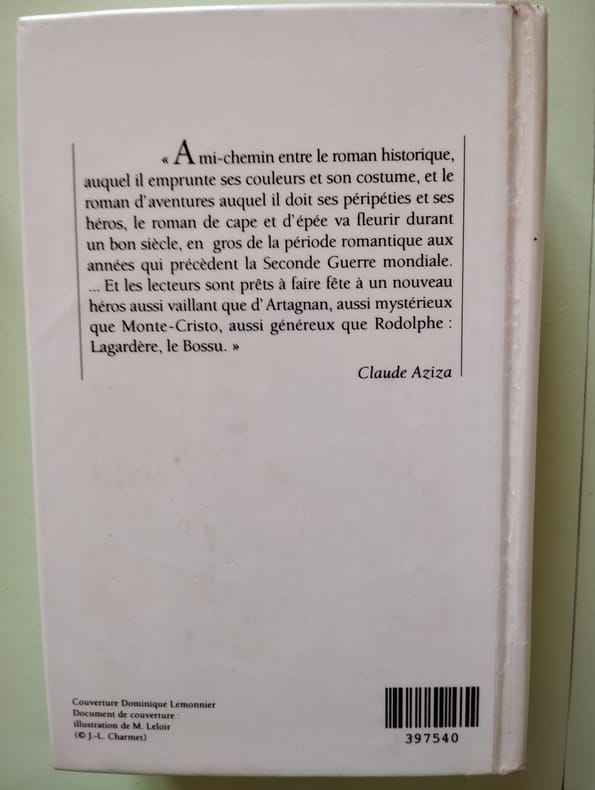 « A mi-chemin entre le roman historique,
auquel il emprunte ses couleurs et son costume, et le
roman d'aventures auquel il doit ses péripéties et ses
héros, le roman de cape et d'épée va fleurir durant
un bon siècle, en gros de la période romantique aux
années qui précèdent la Seconde Guerre mondiale.
... Et les lecteurs sont prêts à faire fête à un nouveau
héros aussi vaillant que d'Artagnan, aussi mystérieux
que Monte-Cristo, aussi généreux que Rodolphe :
Lagardère, le Bossu. »
Claude Aziza
Couverture Dominique Lemonnier
Document de couverture :
illustration de M. Leloir
(© J.-L. Charmet)
397540